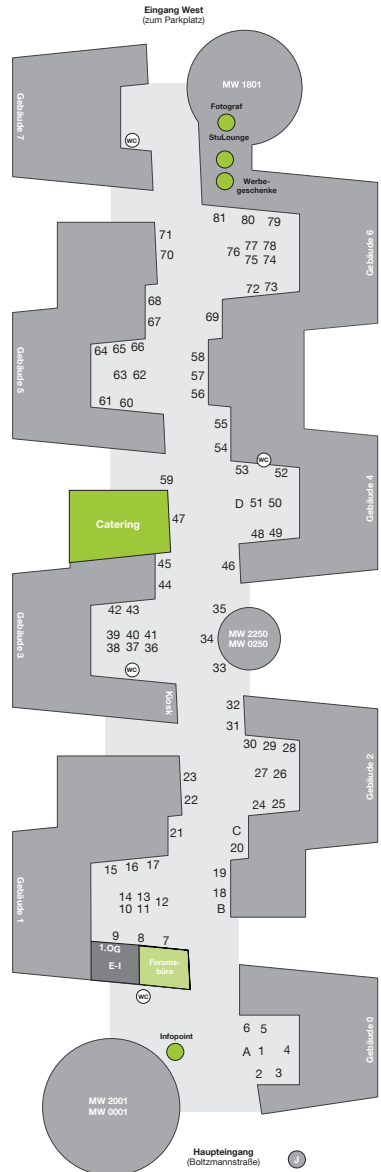 Eingang West
(zum Parkplatz)
MW 1801
Gebäude 7
Fotograf
WC
StuLounge
Werbe-
geschenke
81 80 79
Gebäude 6
71
77 78
76
70
75 74
72 73
68
69
67
66
65
64
58
Gebäude 5
63 62
57
56
61 60
55
54
WC
53 52
59
Gebäude 4
D 51 50
47
Catering
48 49
45
46
44
42 43
35
39 40 41
34
MW 2250
MW 0250
38 37 36
Gebäude 3
WC
33
Kiosk
32
31
30 29 28
23
27 26
Gebäude 2
22
24 25
21
C
20
15 16 17
19
14 13
12
18
10 11
B
Gebäude 1
9 8 7
1.OG
E-I
Forums-
büro
WC
6 5
Infopoint
A 1 4
Gebäude 0
2 3
MW 2001
MW 0001
Haupteingang
(Boltzmannstraße)
J